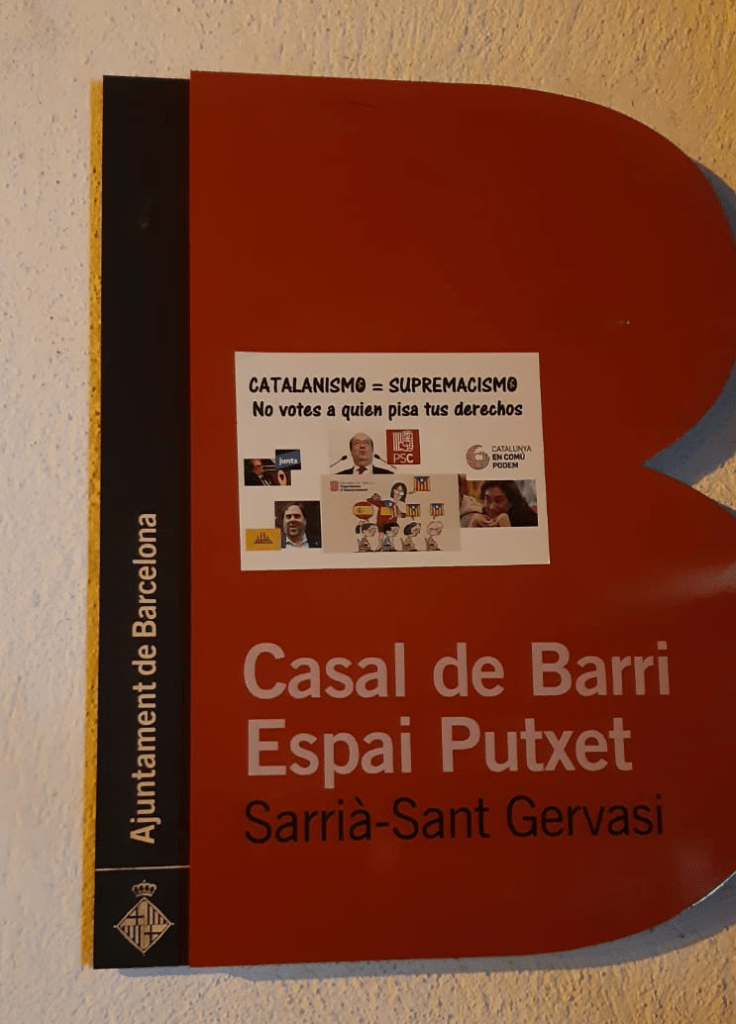 CATALANISMO = SUPREMACISMO
No votes a quien pisa tus derechos
junts
PSC
CATALUNYA
EN COMÚ
PODEM
Casal de Barri
Espai Putxet
Sarrià-Sant Gervasi
Ajuntament de Barcelona